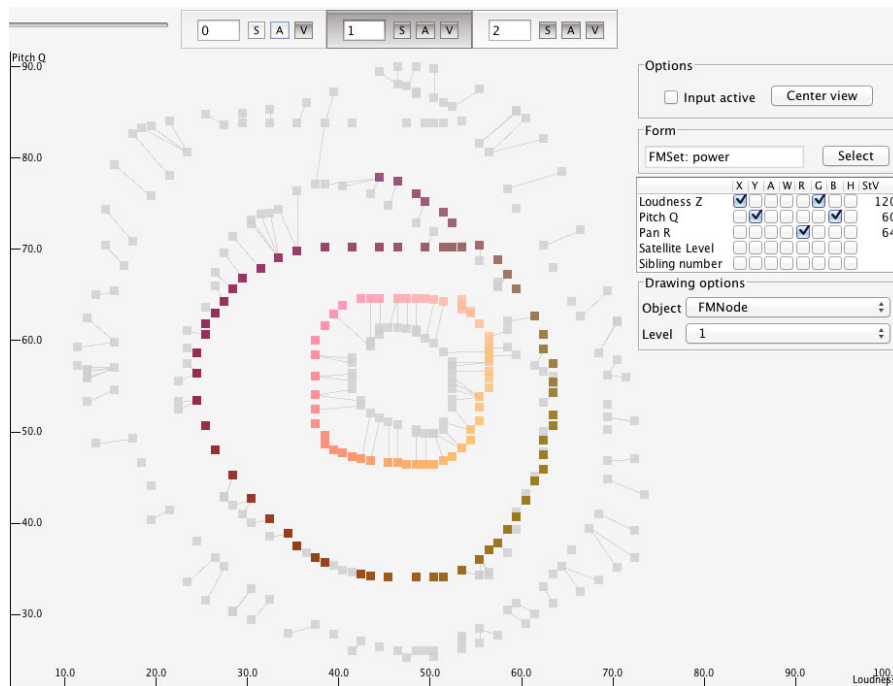 0 S A V 1 S A V 2 S A V
Pitch Q
90.0
80.0
70.0
60.0
50.0
40.0
30.0
10.0 20.0 30.0 40.0 50.0 60.0 70.0 80.0 90.0 100.
Loudnes
Options
Input active Center view
Form
FMSet: power Select
X Y A W R G B H StV
Loudness Z 120
Pitch Q 60
Pan R 64
Satellite Level
Sibling number
Drawing options
Object FMNode
Level 1